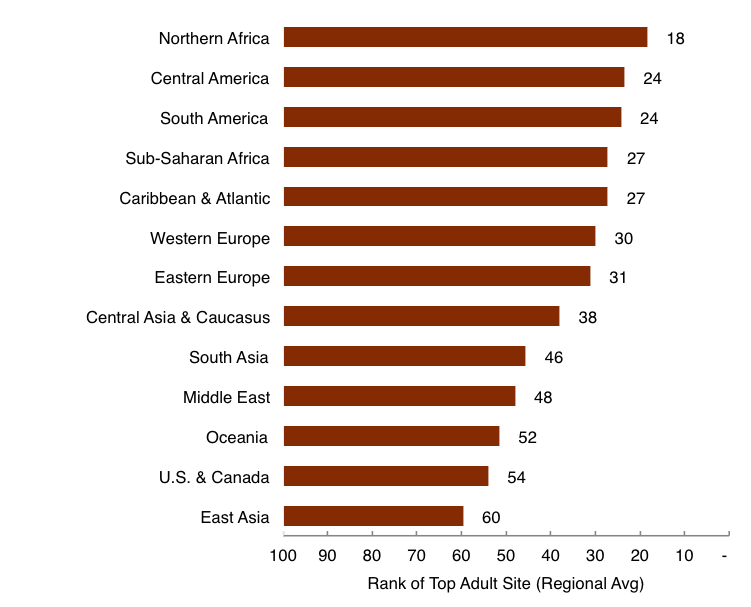 Northern Africa 18
Central America 24
South America 24
Sub-Saharan Africa 27
Caribbean & Atlantic 27
Western Europe 30
Eastern Europe 31
Central Asia & Caucasus 38
South Asia 46
Middle East 48
Oceania 52
U.S. & Canada 54
East Asia 60
100 90 80 70 60 50 40 30 20 10 -
Rank of Top Adult Site (Regional Avg)